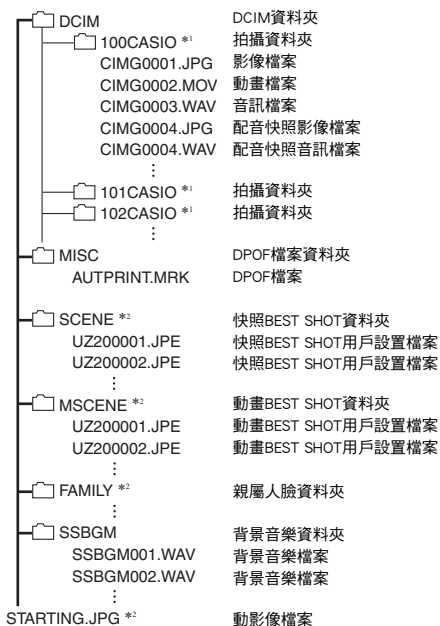 DCIM DCIM資料夾
100CASIO *1 拍攝資料夾
CIMG0001.JPG 影像檔案
CIMG0002.MOV 動畫檔案
CIMG0003.WAV 音訊檔案
CIMG0004.JPG 配音快照影像檔案
CIMG0004.WAV 配音快照音訊檔案
⋮
101CASIO *1 拍攝資料夾
102CASIO *1 拍攝資料夾
⋮
MISC DPOF檔案資料夾
AUTPRINT.MRK DPOF檔案
SCENE *2 快照BEST SHOT資料夾
UZ200001.JPE 快照BEST SHOT用戶設置檔案
UZ200002.JPE 快照BEST SHOT用戶設置檔案
⋮
MSCENE *2 動畫BEST SHOT資料夾
UZ200001.JPE 動畫BEST SHOT用戶設置檔案
UZ200002.JPE 動畫BEST SHOT用戶設置檔案
⋮
FAMILY *2 親屬人臉資料夾
⋮
SSBGM 背景音樂資料夾
SSBGM001.WAV 背景音樂檔案
SSBGM002.WAV 背景音樂檔案
⋮
STARTING.JPG *2 動影像檔案